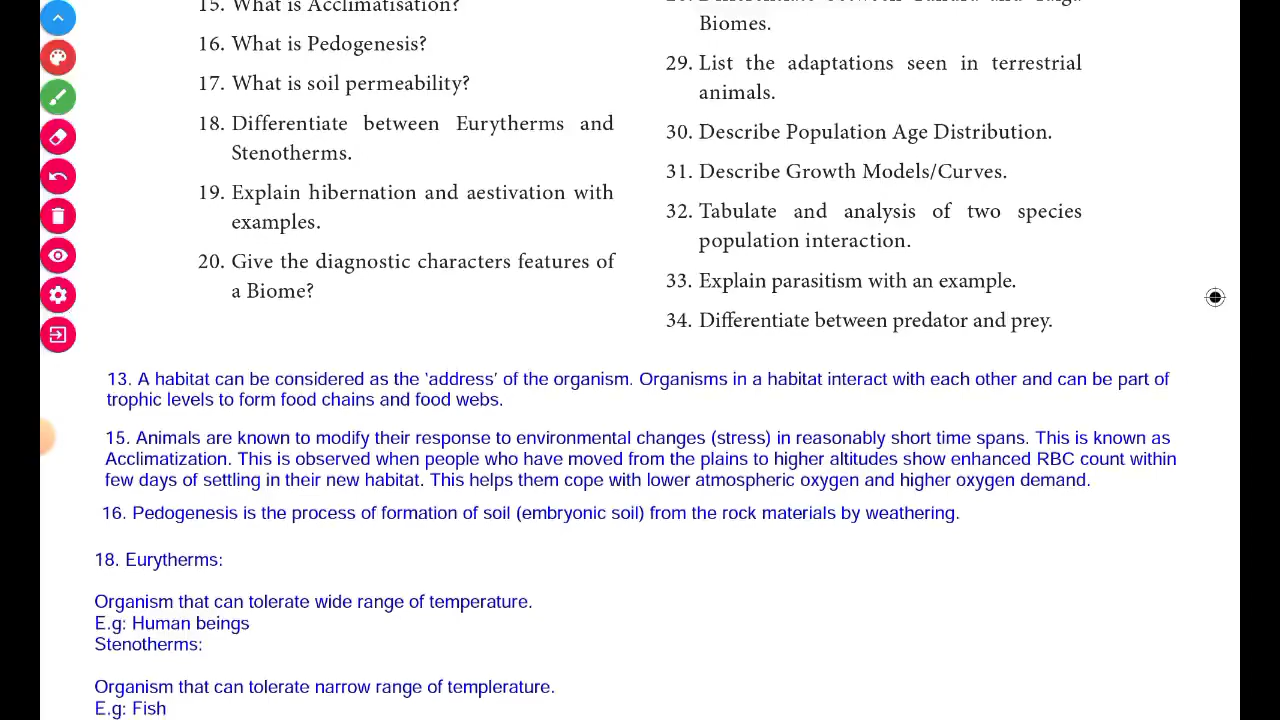 15. What is Acclimatisation?
16. What is Pedogenesis?
17. What is soil permeability?
18. Differentiate between Eurytherms and
Stenotherms.
19. Explain hibernation and aestivation with
examples.
20. Give the diagnostic characters features of
a Biome?
Biomes.
29. List the adaptations seen in terrestrial
animals.
30. Describe Population Age Distribution.
31. Describe Growth Models/Curves.
32. Tabulate and analysis of two species
population interaction.
33. Explain parasitism with an example.
34. Differentiate between predator and prey.
13. A habitat can be considered as the 'address' of the organism. Organisms in a habitat interact with each other and can be part of
trophic levels to form food chains and food webs.
15. Animals are known to modify their response to environmental changes (stress) in reasonably short time spans. This is known as
Acclimatization. This is observed when people who have moved from the plains to higher altitudes show enhanced RBC count within
few days of settling in their new habitat. This helps them cope with lower atmospheric oxygen and higher oxygen demand.
16. Pedogenesis is the process of formation of soil (embryonic soil) from the rock materials by weathering.
18. Eurytherms:
Organism that can tolerate wide range of temperature.
E.g: Human beings
Stenotherms:
Organism that can tolerate narrow range of templerature.
E.g: Fish